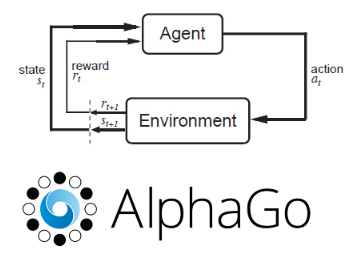 Agent
state
s_t
reward
r_t
action
a_t
r_{t+1}
s_{t+1}
Environment
AlphaGo